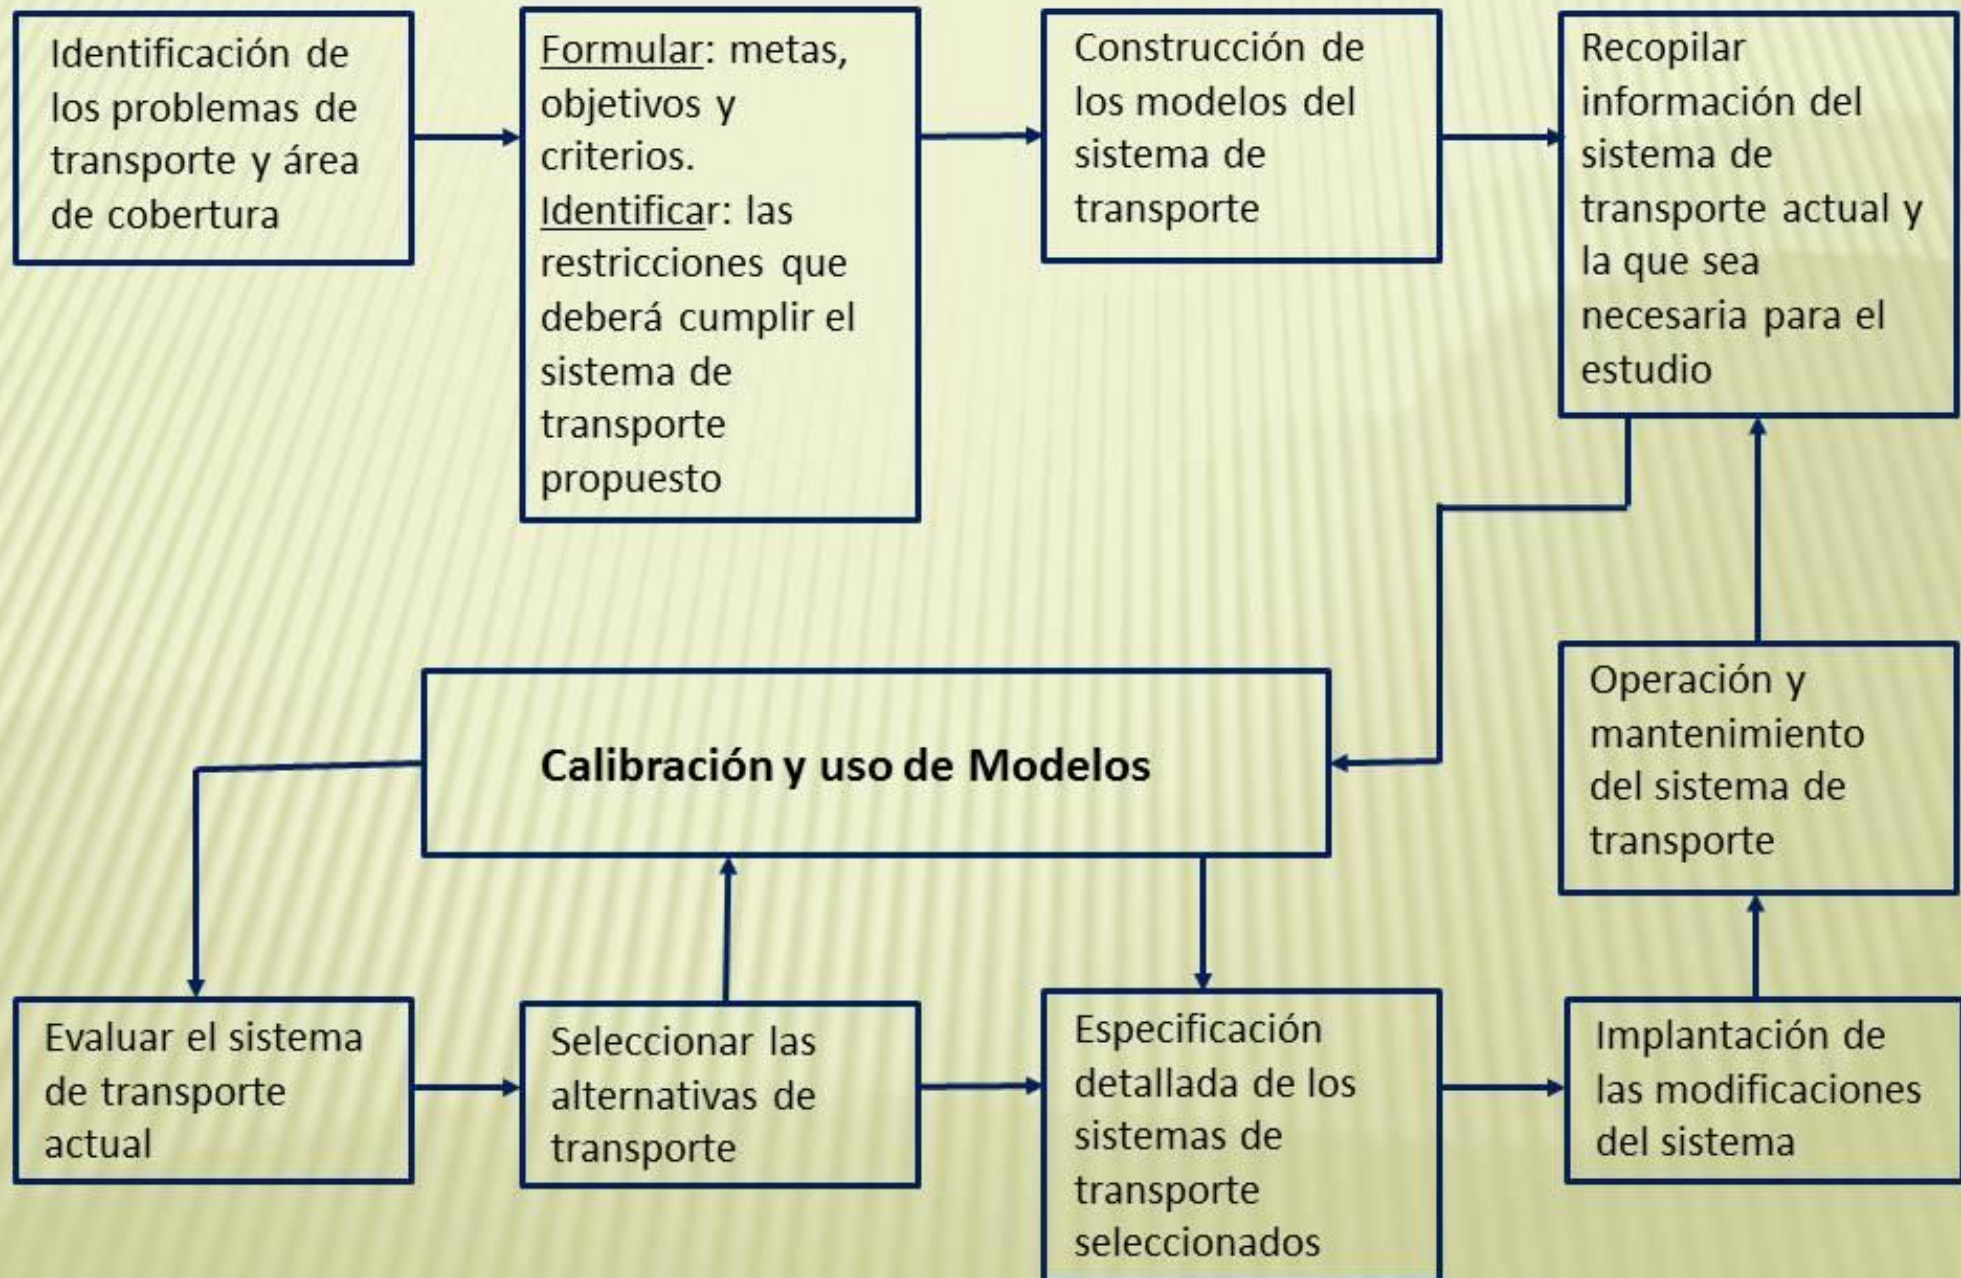 Identificación de
los problemas de
transporte y área
de cobertura
Formular: metas,
objetivos y
criterios.
Identificar: las
restricciones que
deberá cumplir el
sistema de
transporte
propuesto
Construcción de
los modelos del
sistema de
transporte
Recopilar
información del
sistema de
transporte actual y
la que sea
necesaria para el
estudio
Calibración y uso de Modelos
Operación y
mantenimiento
del sistema de
transporte
Evaluar el sistema
de transporte
actual
Seleccionar las
alternativas de
transporte
Especificación
detallada de los
sistemas de
transporte
seleccionados
Implantación de
las modificaciones
del sistema